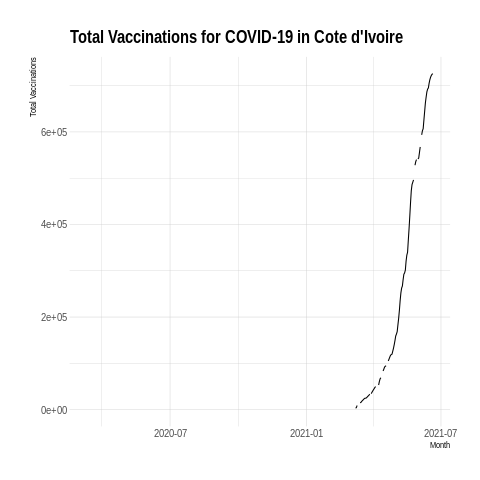 Total Vaccinations for COVID-19 in Cote d'Ivoire
Total Vaccinations
6e+05
4e+05
2e+05
0e+00
2020-07
2021-01
2021-07
Month